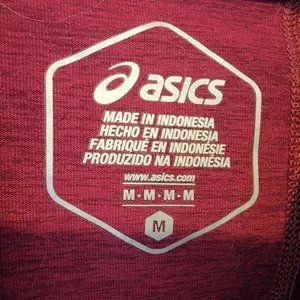 asics
MADE IN INDONESIA
HECHO EN INDONESIA
FABRIQUÉ EN INDONÉSIE
PRODUZIDO NA INDONÉSIA
www.asics.com
M·M·M·M
M